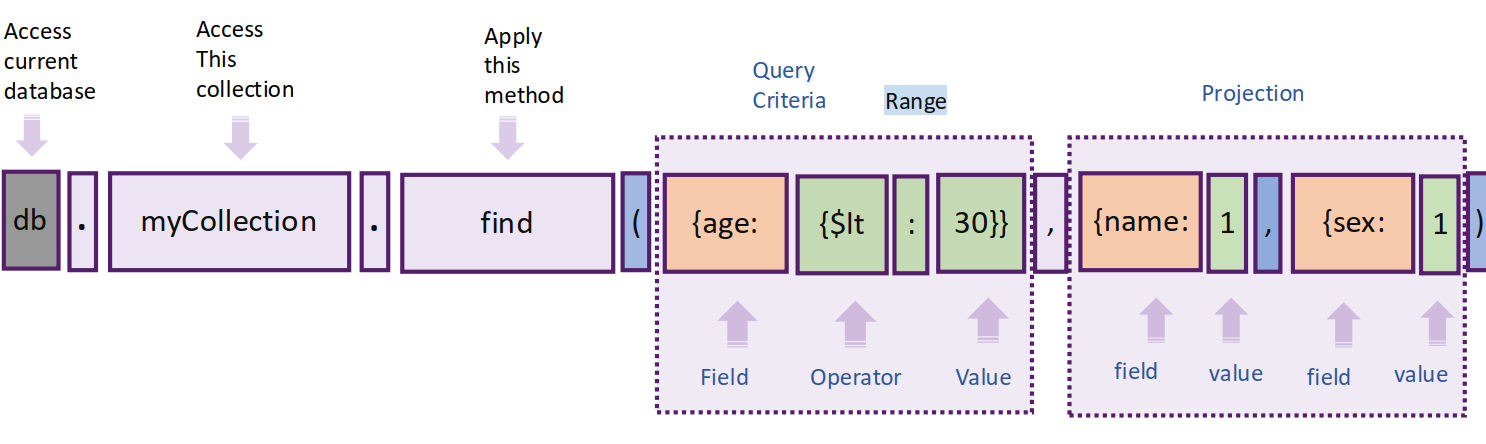 Access
current
database
Access
This
collection
Apply
this
method
Query
Criteria
Range
Projection
db . myCollection . find ( {age: {$lt : 30}} , {name: 1 , {sex: 1 )
Field Operator Value field value field value